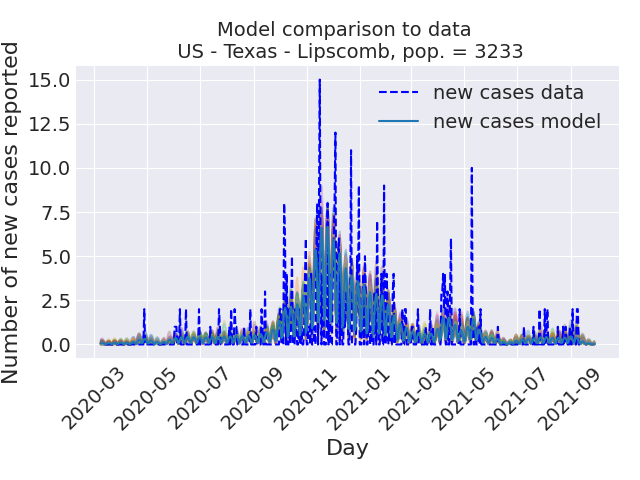 Model comparison to data
US - Texas - Lipscomb, pop. = 3233
Number of new cases reported
15.0
12.5
10.0
7.5
5.0
2.5
0.0
new cases data
new cases model
2020-03
2020-05
2020-07
2020-09
2020-11
2021-01
2021-03
2021-05
2021-07
2021-09
Day